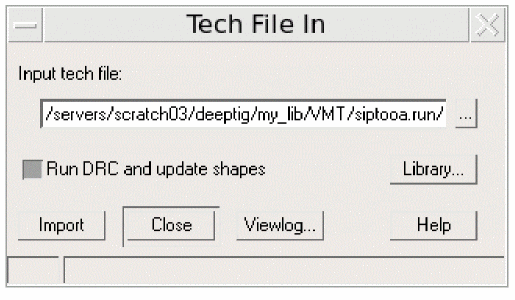 Tech File In
Input tech file:
/servers/scratch03/deeptig/my_lib/VMT/siptooa.run/
...
Run DRC and update shapes
Library...
Import
Close
Viewlog...
Help